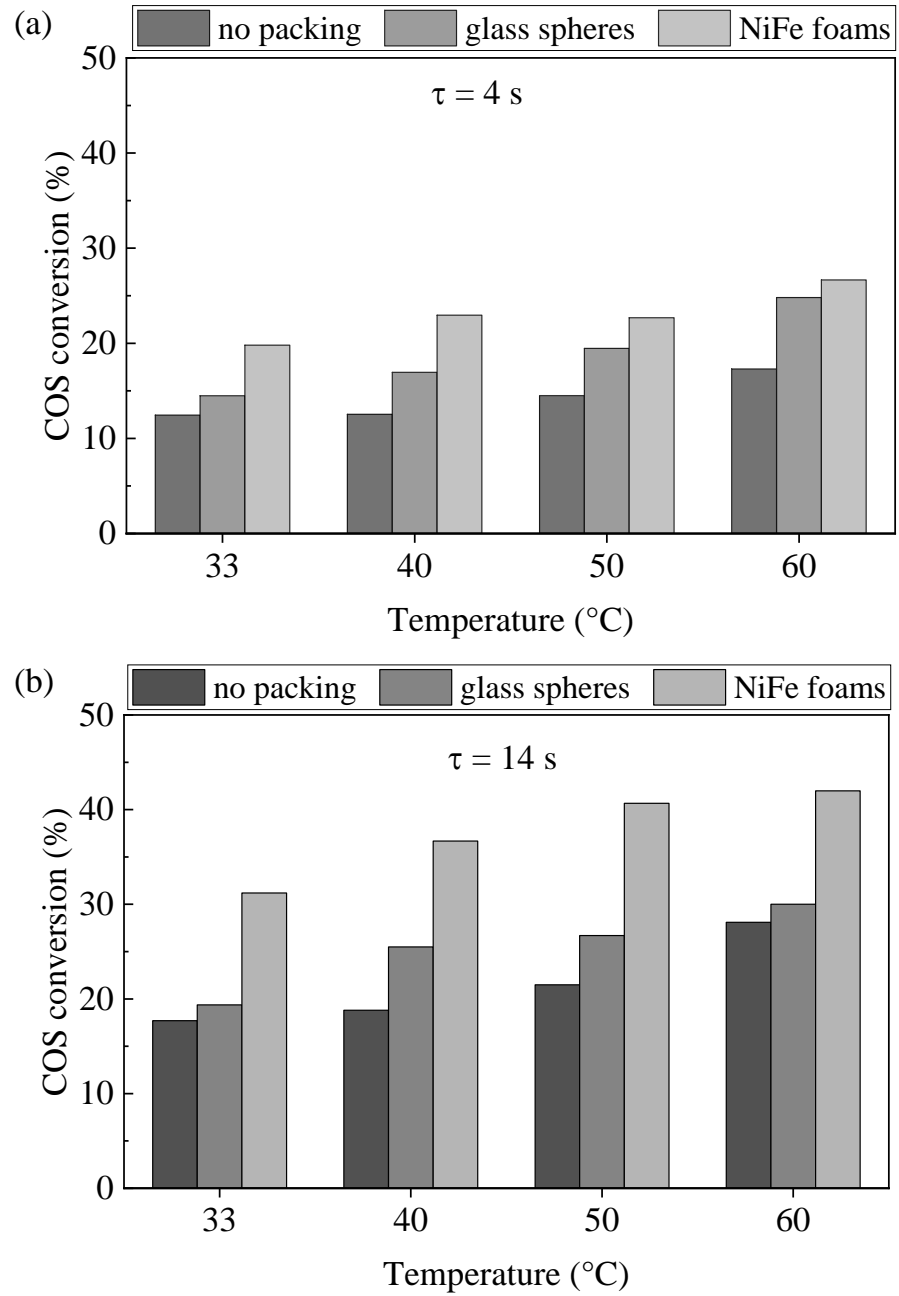 (a)
no packing glass spheres NiFe foams
τ = 4 s
50
40
30
20
10
0
COS conversion (%)
33 40 50 60
Temperature (°C)
(b)
no packing glass spheres NiFe foams
τ = 14 s
50
40
30
20
10
0
COS conversion (%)
33 40 50 60
Temperature (°C)